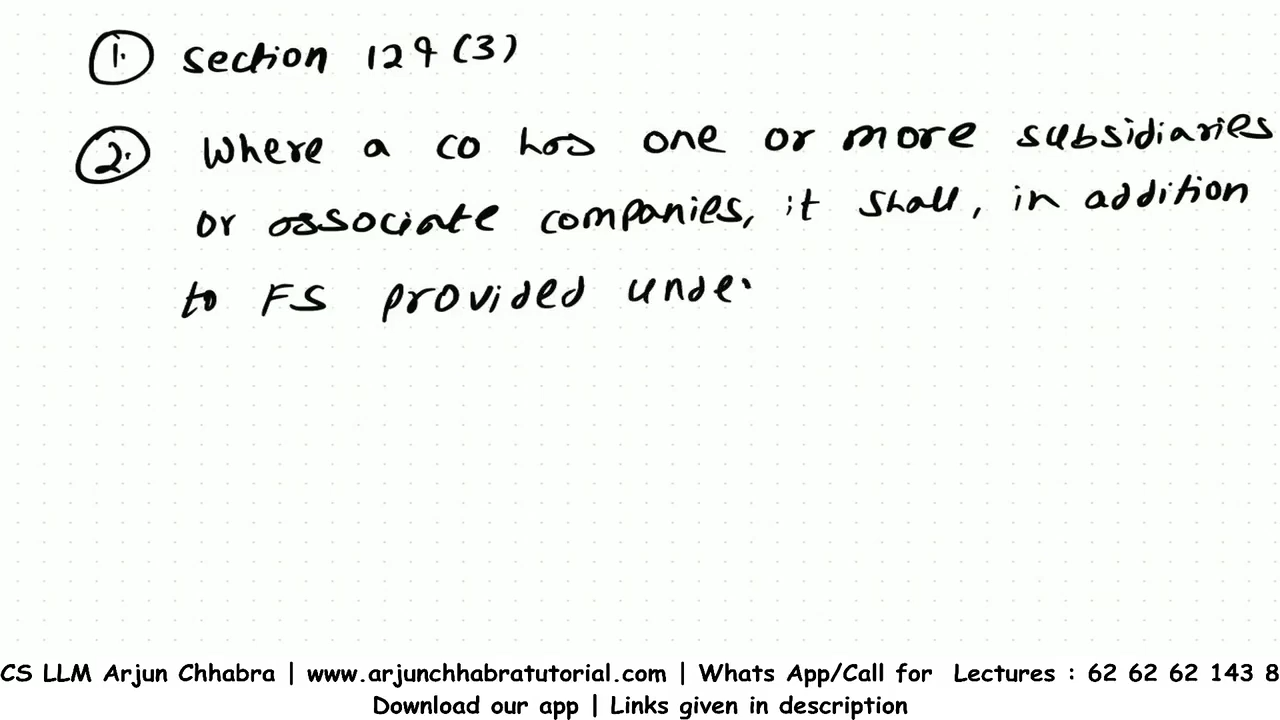 1. Section 129 (3)
2. Where a co has one or more subsidiaries
or associate companies, it shall, in addition
to FS provided under
CS LLM Arjun Chhabra | www.arjunchhabratutorial.com | Whats App/Call for Lectures : 62 62 62 143 8
Download our app | Links given in description